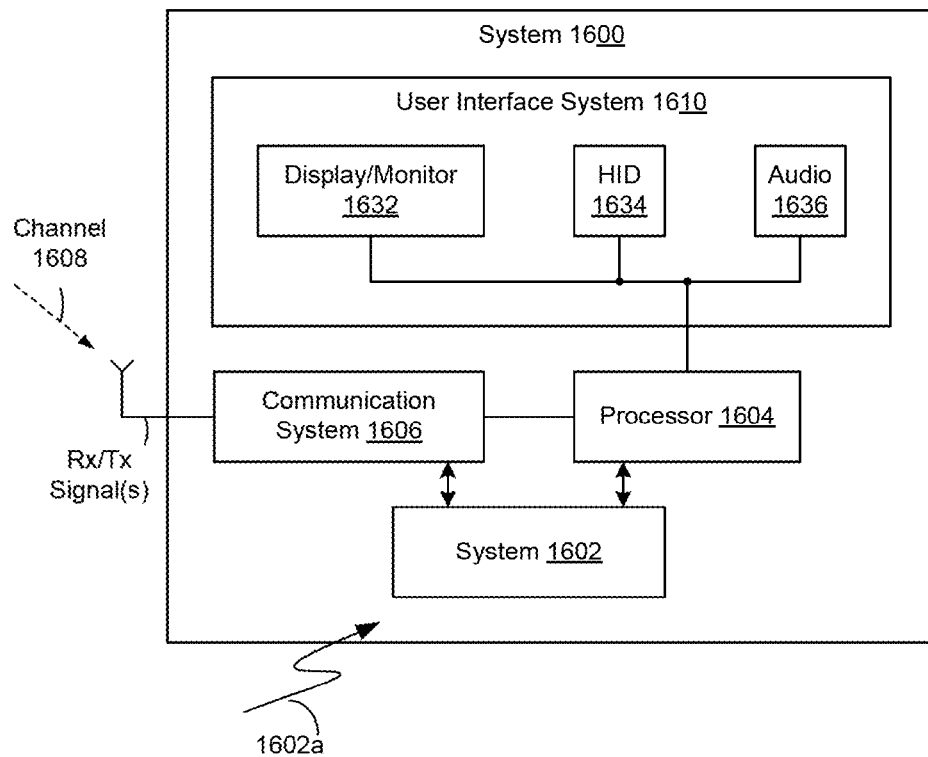 System 1600
User Interface System 1610
Display/Monitor
1632
HID
1634
Audio
1636
Channel
1608
Communication
System 1606
Processor 1604
Rx/Tx
Signal(s)
System 1602
1602a